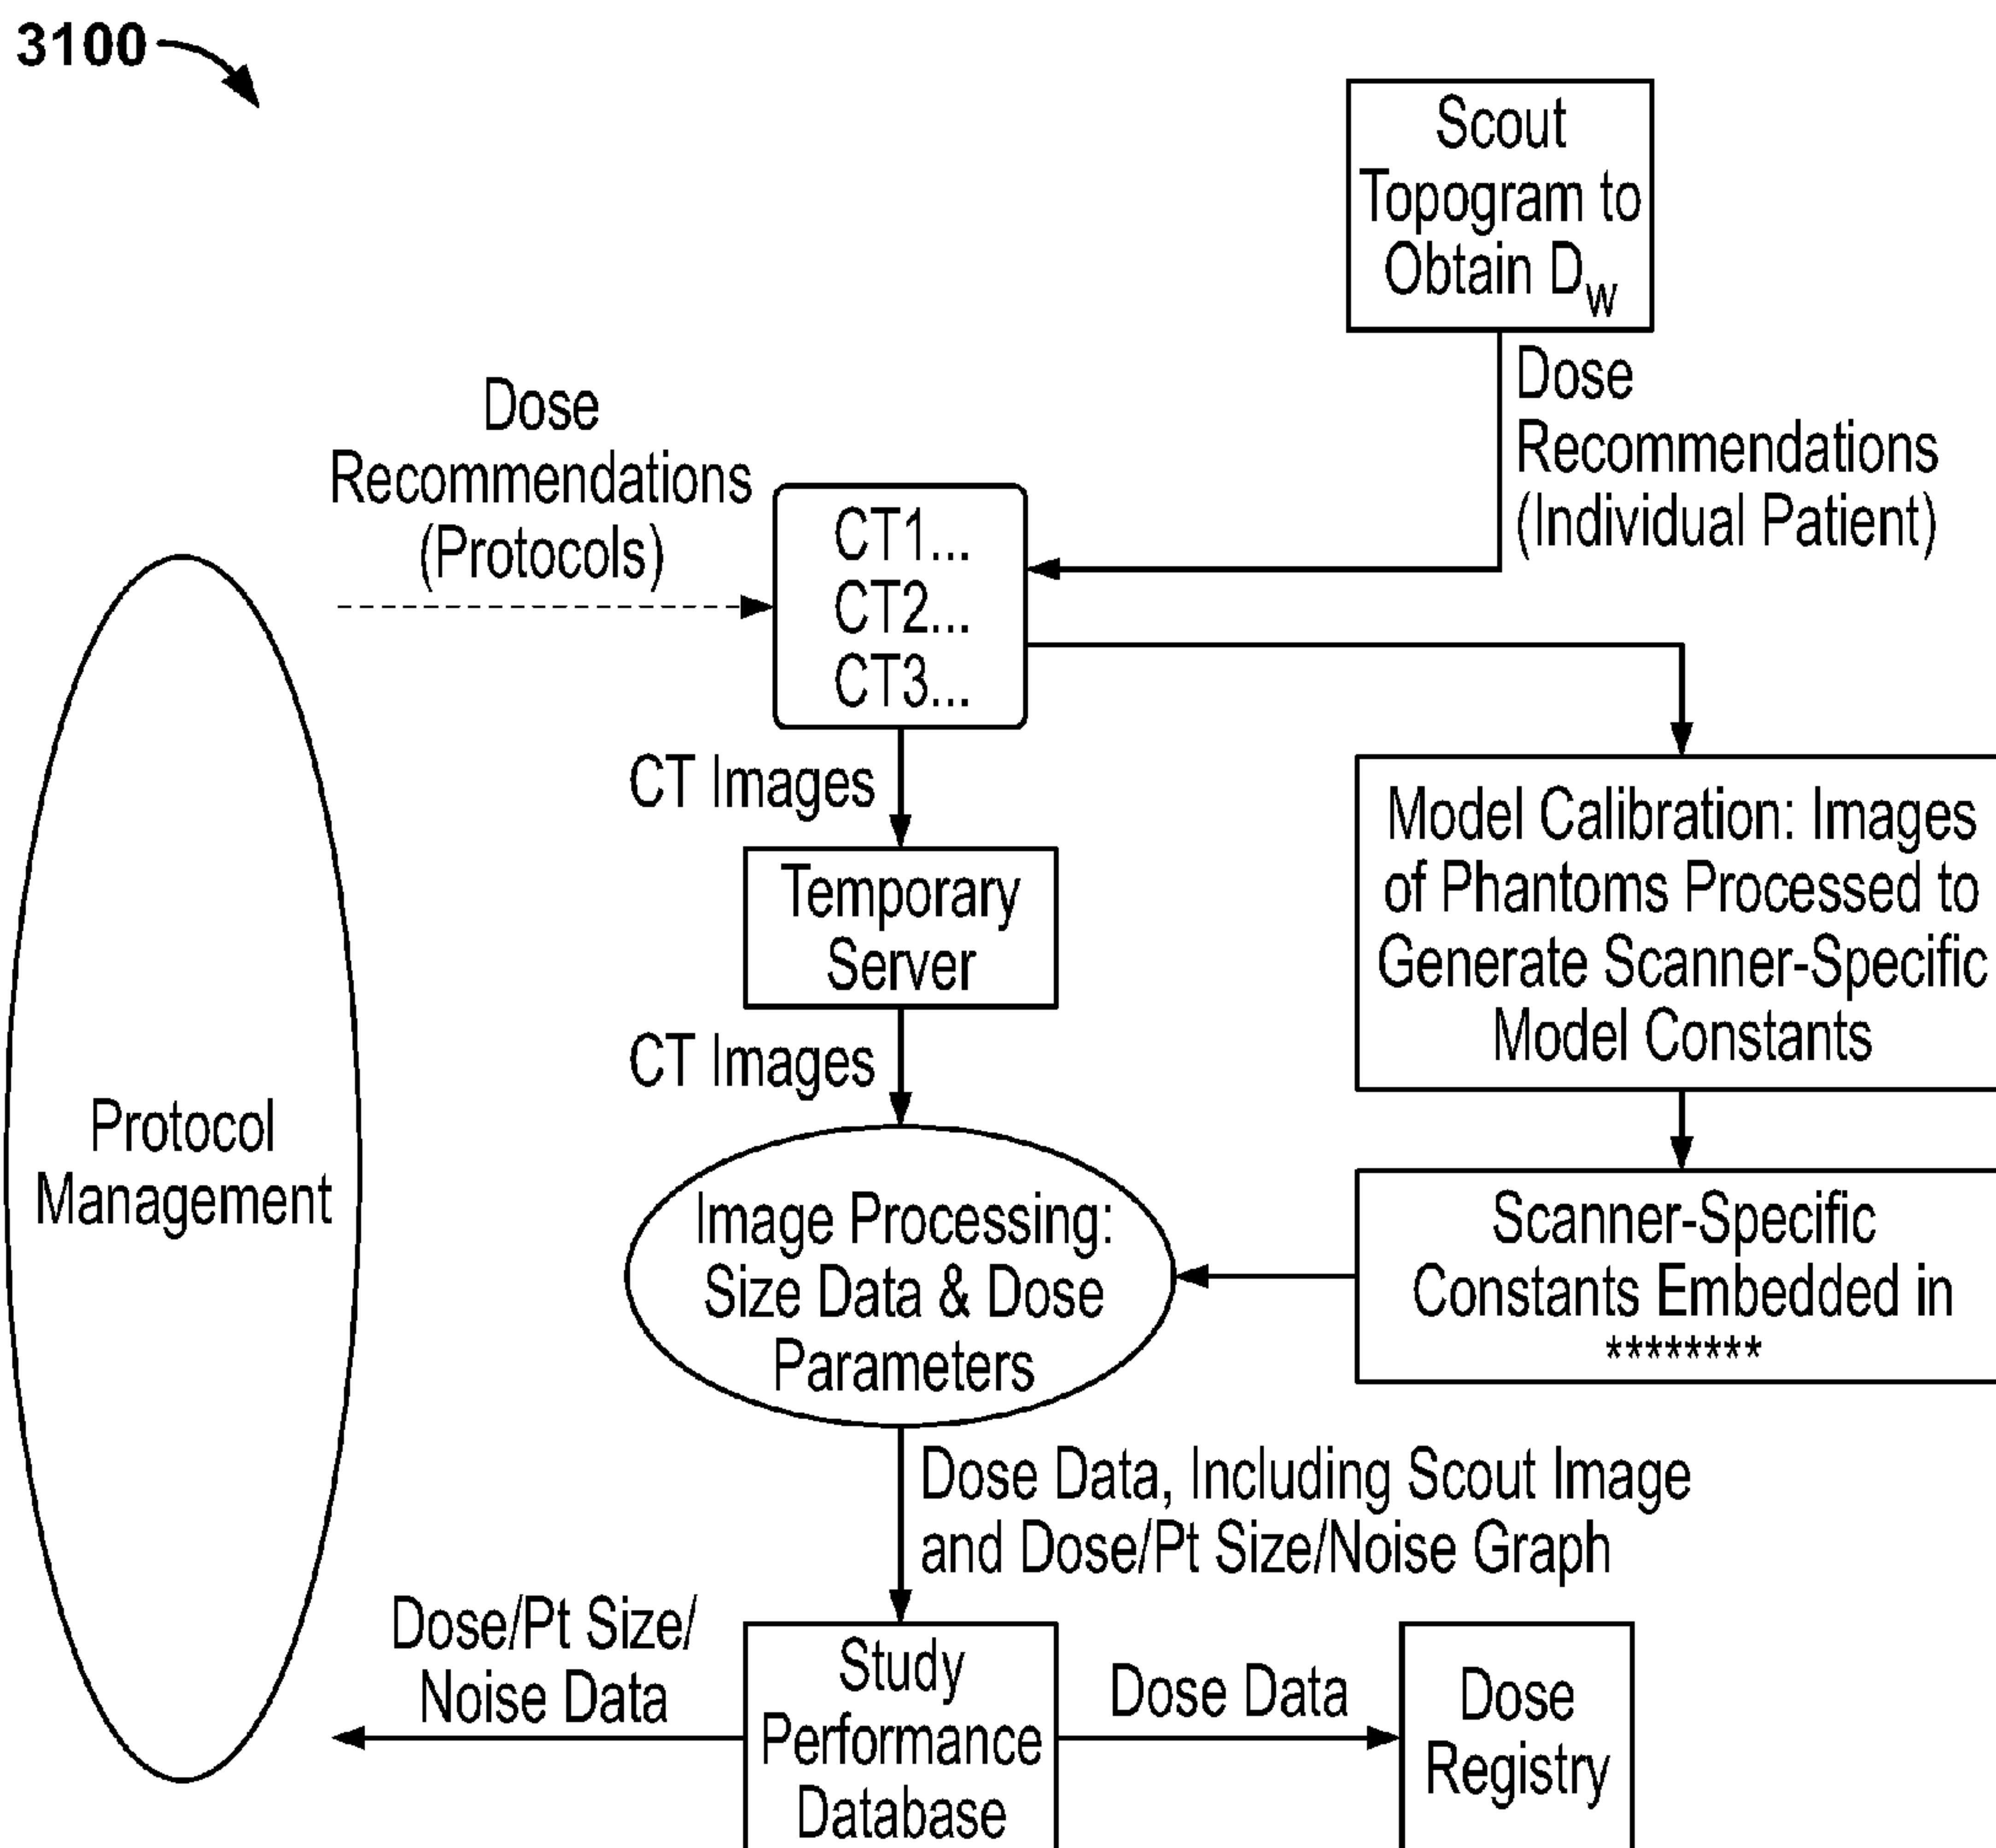 3100
Scout
Topogram to
Obtain Dw
Dose
Recommendations
(Individual Patient)
Dose
Recommendations
(Protocols)
CT1...
CT2...
CT3...
CT Images
Temporary
Server
CT Images
Model Calibration: Images
of Phantoms Processed to
Generate Scanner-Specific
Model Constants
Protocol
Management
Image Processing:
Size Data & Dose
Parameters
Scanner-Specific
Constants Embedded in
********
Dose Data, Including Scout Image
and Dose/Pt Size/Noise Graph
Dose/Pt Size/
Noise Data
Study
Performance
Database
Dose Data
Dose
Registry